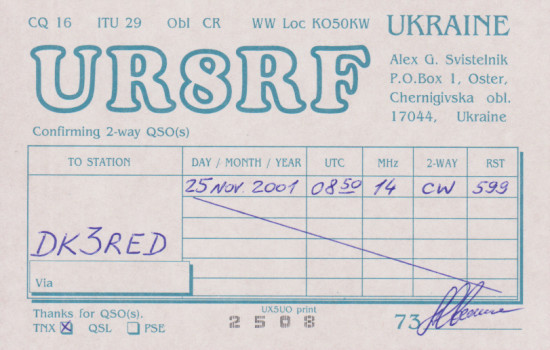 CQ 16 ITU 29 Obl CR WW Loc KO50KW UKRAINE
UR8RF
Alex G. Svistelnik
P.O.Box 1, Oster,
Chernigivska obl.
17044, Ukraine
Confirming 2-way QSO(s)
TO STATION DAY / MONTH / YEAR UTC MHz 2-WAY RST
25 NOV 2001 0850 14 CW 599
DK3RED
Via
Thanks for QSO(s).
TNX QSL PSE
UX5UO print
2508
73